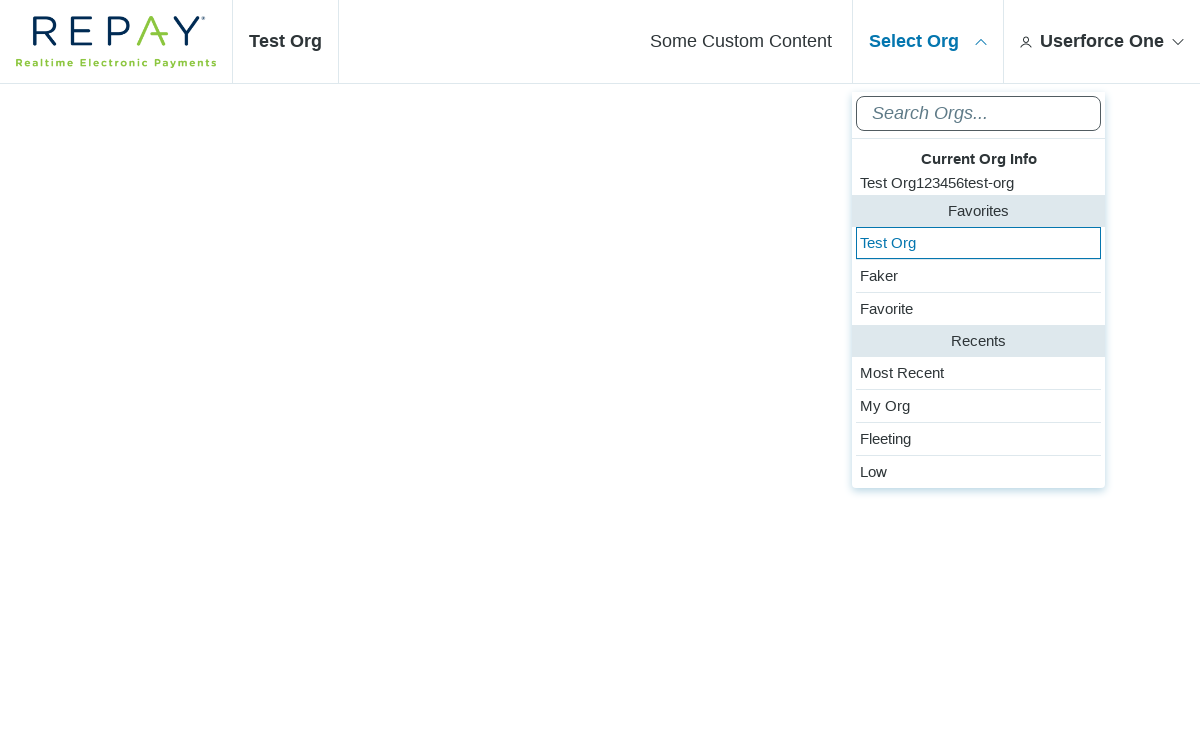 REPAY
Realtime Electronic Payments
Test Org
Some Custom Content
Select Org
Userforce One
Search Orgs...
Current Org Info
Test Org123456test-org
Favorites
Test Org
Faker
Favorite
Recents
Most Recent
My Org
Fleeting
Low